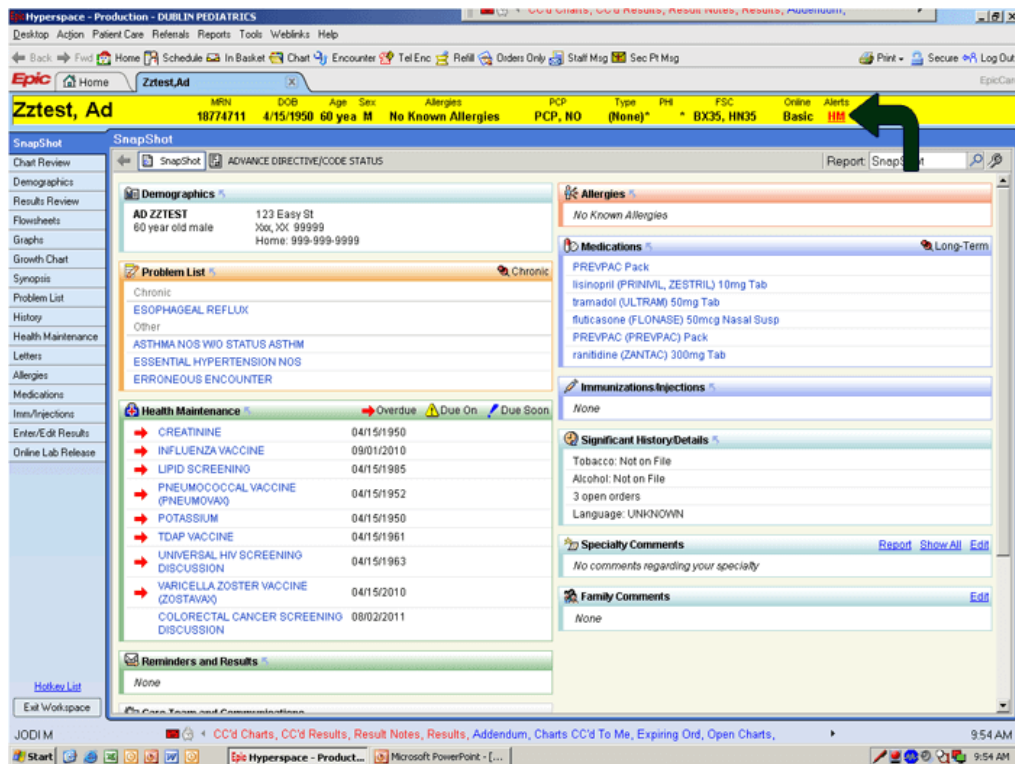 Hyperspace - Production - DUBLIN PEDIATRICS
CC'd Charts, CC'd Results, Result Notes, Results, Addendum,
Desktop Action Patient Care Referrals Reports Tools Weblinks Help
Back Fwd Home Schedule In Basket Chart Encounter Tel Enc Refill Orders Only Staff Msg Sec Pt Msg Print Secure Log Out
Epic Home Zztest,Ad X EpicCare
MRN DOB Age Sex Allergies PCP Type PHI FSC Online Alerts
Zztest, Ad 18774711 4/15/1950 60 yea M No Known Allergies PCP, NO (None)* * BX35, HN35 Basic HM
SnapShot
Chart Review
Demographics
Results Review
Flowsheets
Graphs
Growth Chart
Synopsis
Problem List
History
Health Maintenance
Letters
Allergies
Medications
Imm/Injections
Enter/Edit Results
Online Lab Release
Hotkey List
Exit Workspace
SnapShot
SnapShot ADVANCE DIRECTIVE/CODE STATUS Report: SnapShot
Demographics
AD ZZTEST 123 Easy St
60 year old male Xxx, XX 99999
Home: 999-999-9999
Problem List Chronic
Chronic
ESOPHAGEAL REFLUX
Other
ASTHMA NOS W/O STATUS ASTHM
ESSENTIAL HYPERTENSION NOS
ERRONEOUS ENCOUNTER
Health Maintenance Overdue Due On Due Soon
CREATININE 04/15/1950
INFLUENZA VACCINE 09/01/2010
LIPID SCREENING 04/15/1985
PNEUMOCOCCAL VACCINE 04/15/1952
(PNEUMOVAX)
POTASSIUM 04/15/1950
TDAP VACCINE 04/15/1961
UNIVERSAL HIV SCREENING 04/15/1963
DISCUSSION
VARICELLA ZOSTER VACCINE 04/15/2010
(ZOSTAVAX)
COLORECTAL CANCER SCREENING 08/02/2011
DISCUSSION
Reminders and Results
None
Care Team and Communications
Allergies
No Known Allergies
Medications Long-Term
PREVPAC Pack
lisinopril (PRINIVIL, ZESTRIL) 10mg Tab
tramadol (ULTRAM) 50mg Tab
fluticasone (FLONASE) 50mcg Nasal Susp
PREVPAC (PREVPAC) Pack
ranitidine (ZANTAC) 300mg Tab
Immunizations/Injections
None
Significant History/Details
Tobacco: Not on File
Alcohol: Not on File
3 open orders
Language: UNKNOWN
Specialty Comments Report Show All Edit
No comments regarding your specialty
Family Comments Edit
None
JODI M CC'd Charts, CC'd Results, Result Notes, Results, Addendum, Charts CC'd To Me, Expiring Ord, Open Charts, 9:54 AM
Start Epic Hyperspace - Product... Microsoft PowerPoint - [... 9:54 AM